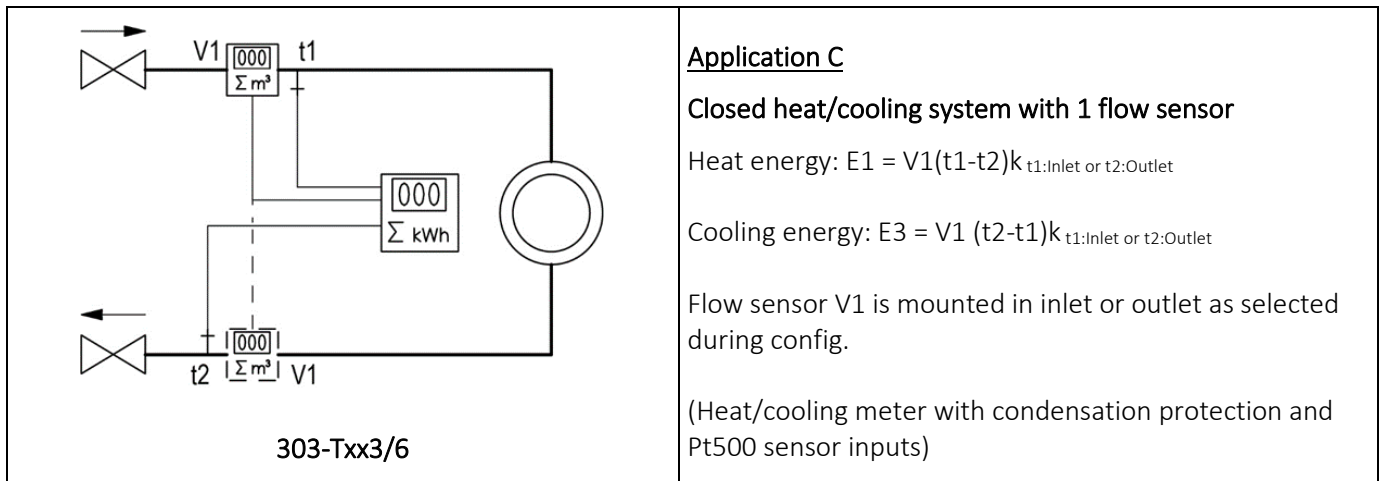 V1
000
Σ m³
t1
000
Σ kWh
000
Σ m³
t2
V1
303-Txx3/6
Application C
Closed heat/cooling system with 1 flow sensor
Heat energy: E1 = V1(t1-t2)k t1:Inlet or t2:Outlet
Cooling energy: E3 = V1 (t2-t1)k t1:Inlet or t2:Outlet
Flow sensor V1 is mounted in inlet or outlet as selected
during config.
(Heat/cooling meter with condensation protection and
Pt500 sensor inputs)